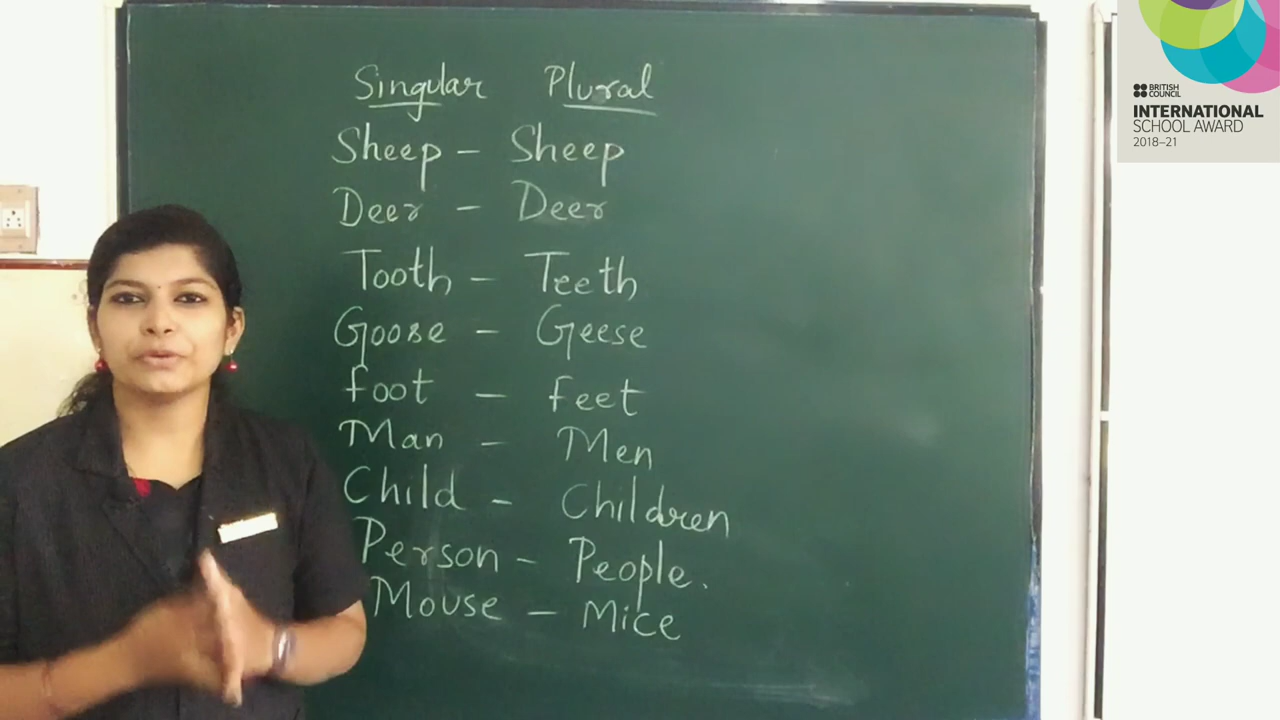 Singular Plural
Sheep – Sheep
Deer – Deer
Tooth – Teeth
Goose – Geese
foot – feet
Man – Men
Child – Children
Person – People.
Mouse – Mice
BRITISH
COUNCIL
INTERNATIONAL
SCHOOL AWARD
2018–21